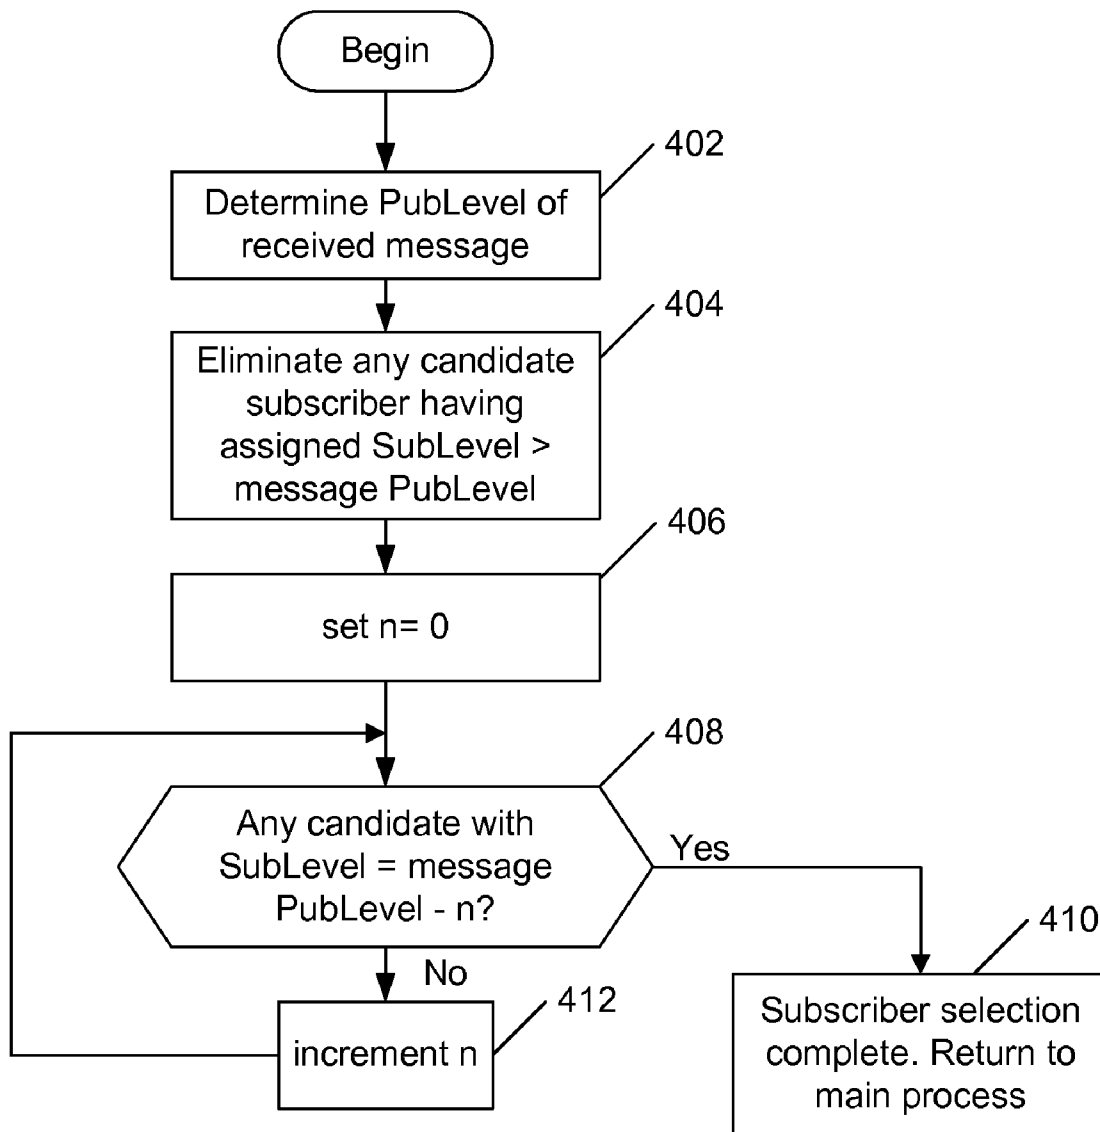 Begin
402
Determine PubLevel of
received message
404
Eliminate any candidate
subscriber having
assigned SubLevel >
message PubLevel
406
set n= 0
408
Any candidate with
SubLevel = message
PubLevel - n?
Yes
No
410
412
increment n
Subscriber selection
complete. Return to
main process